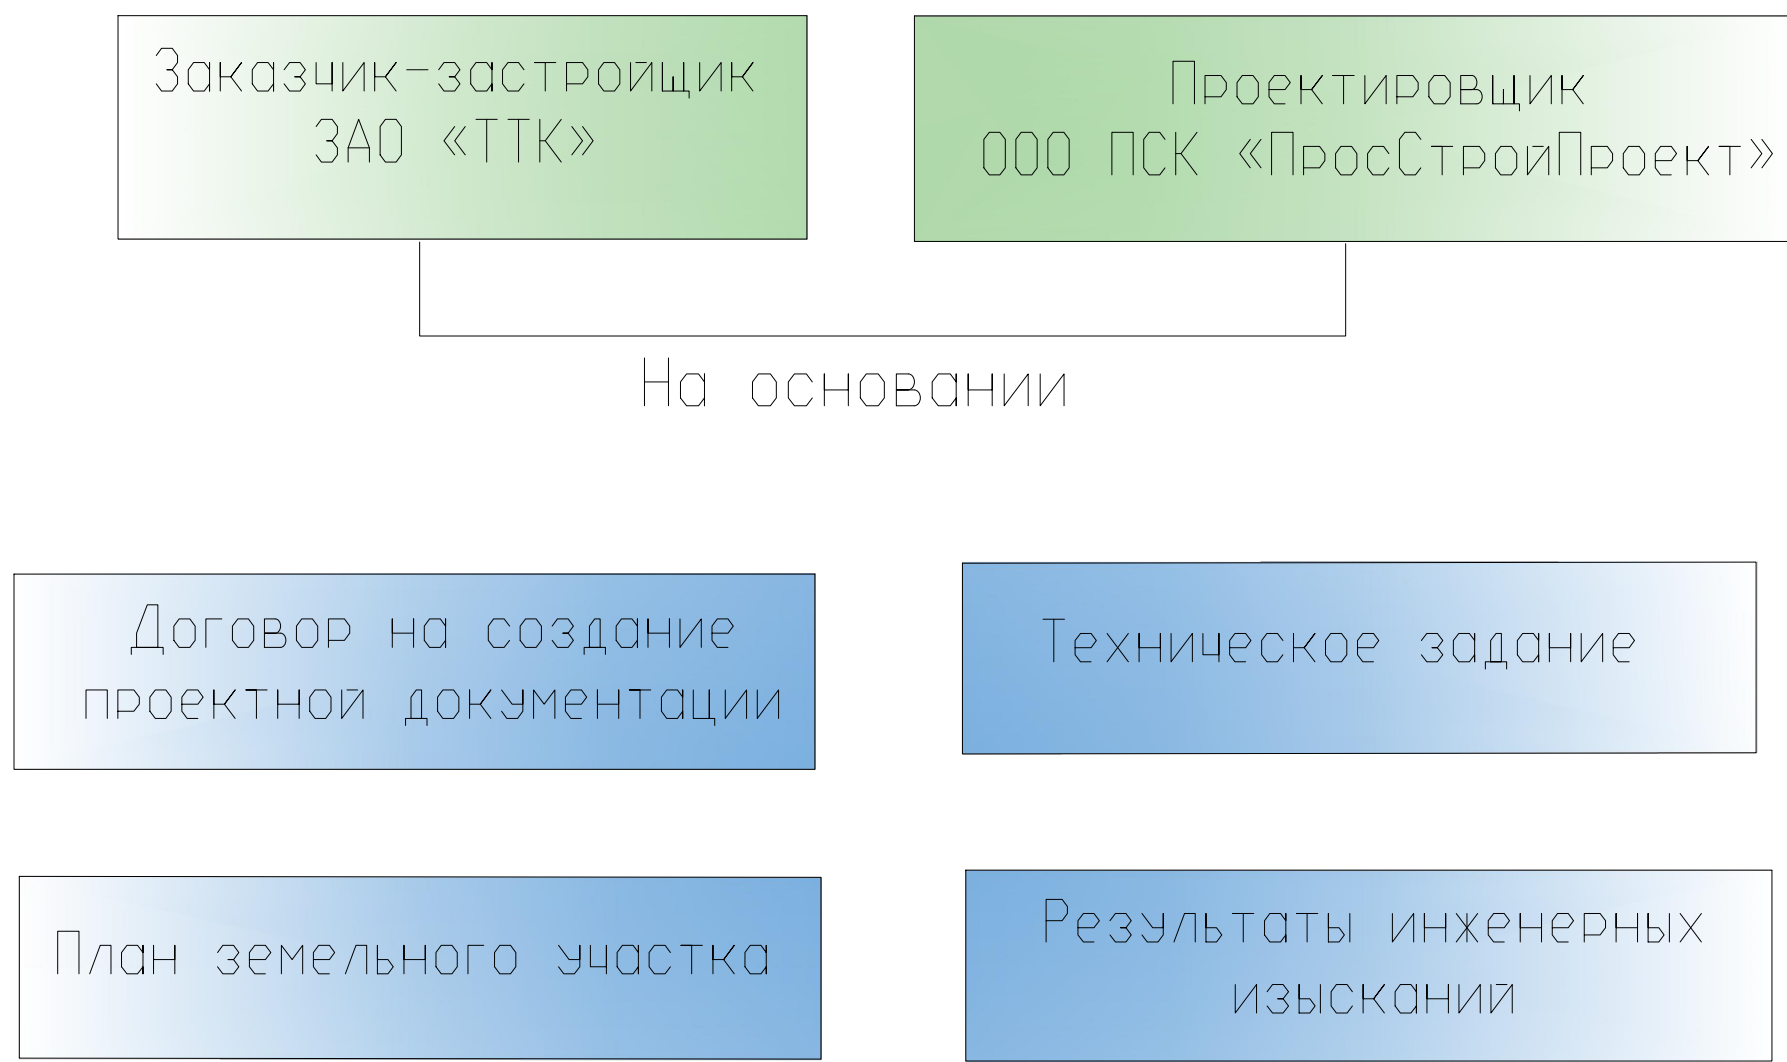 Заказчик-застройщик
ЗАО «ТТК»
Проектировщик
ООО ПСК «ПросСтройПроект»
На основании
Договор на создание
проектной документации
Техническое задание
План земельного участка
Результаты инженерных
изысканий